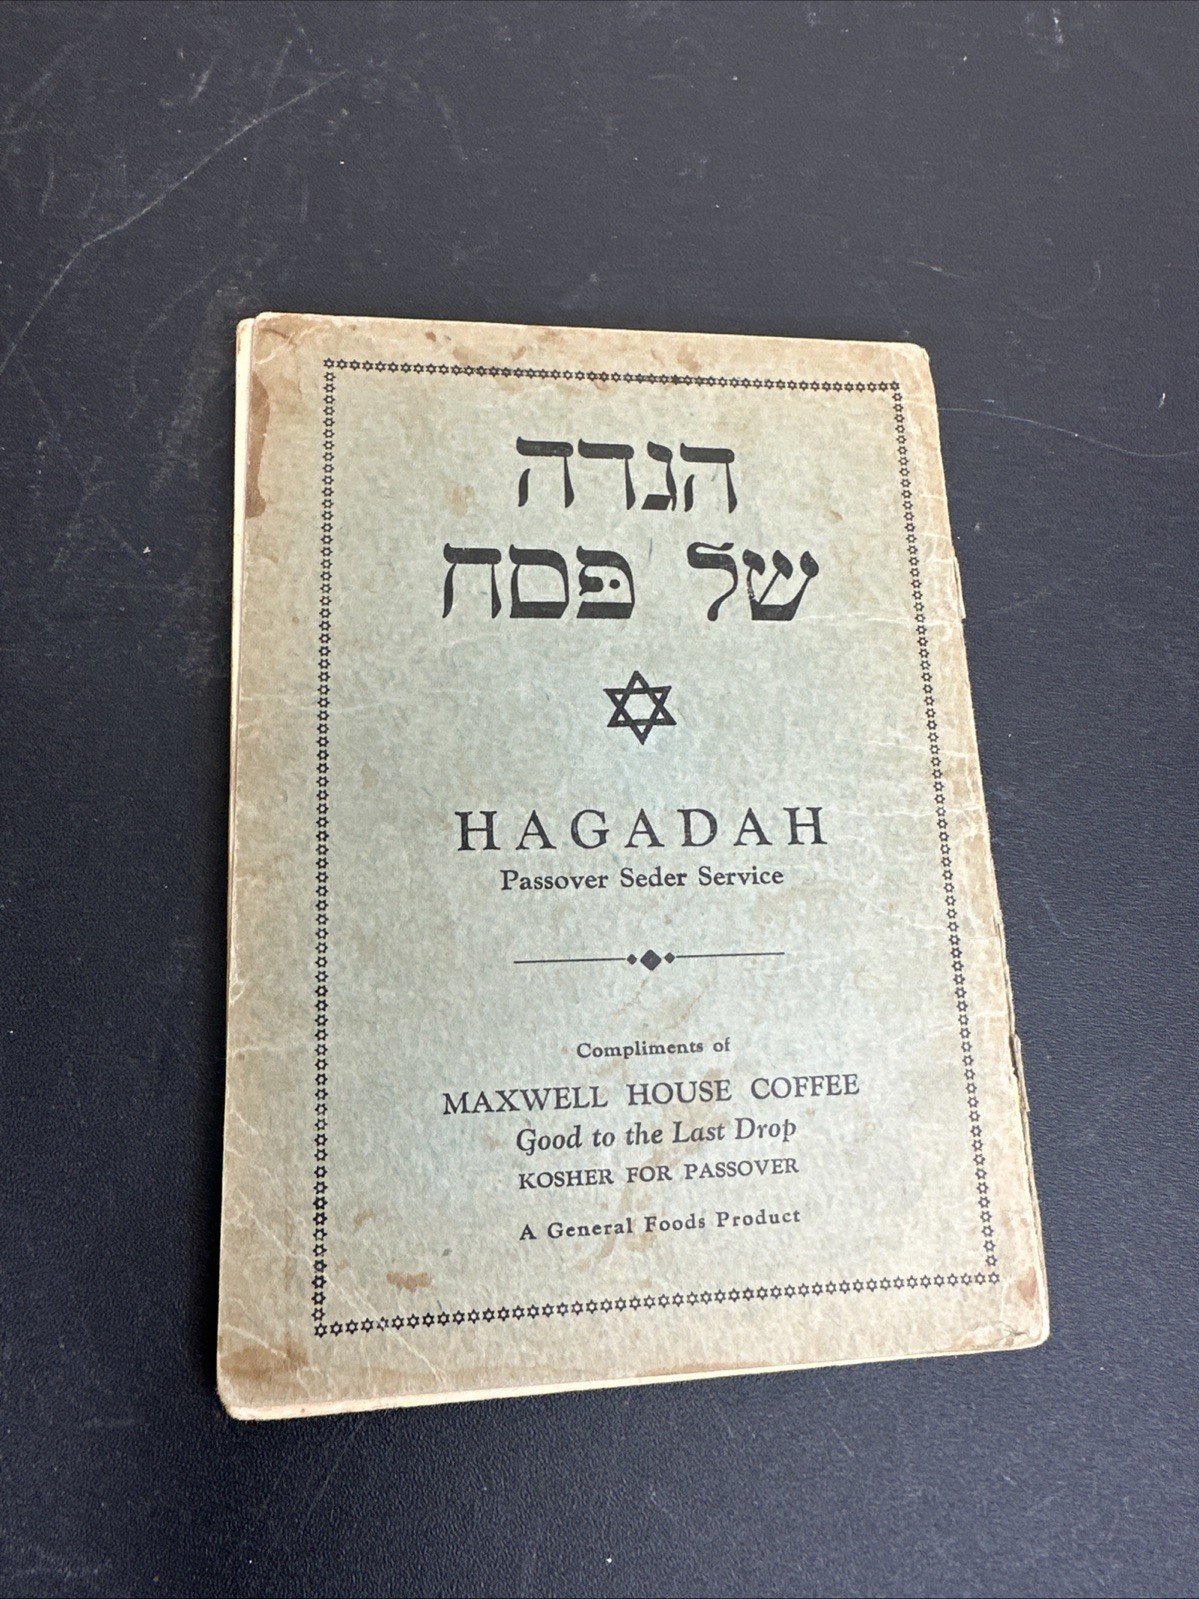 הגדה
של פּסח
HAGADAH
Passover Seder Service
Compliments of
MAXWELL HOUSE COFFEE
Good to the Last Drop
KOSHER FOR PASSOVER
A General Foods Product